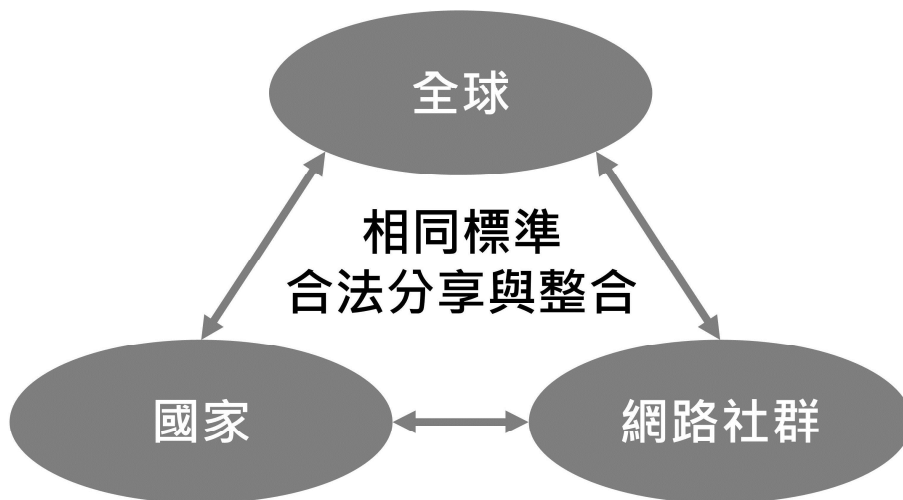 全球
相同標準
合法分享與整合
國家
網路社群